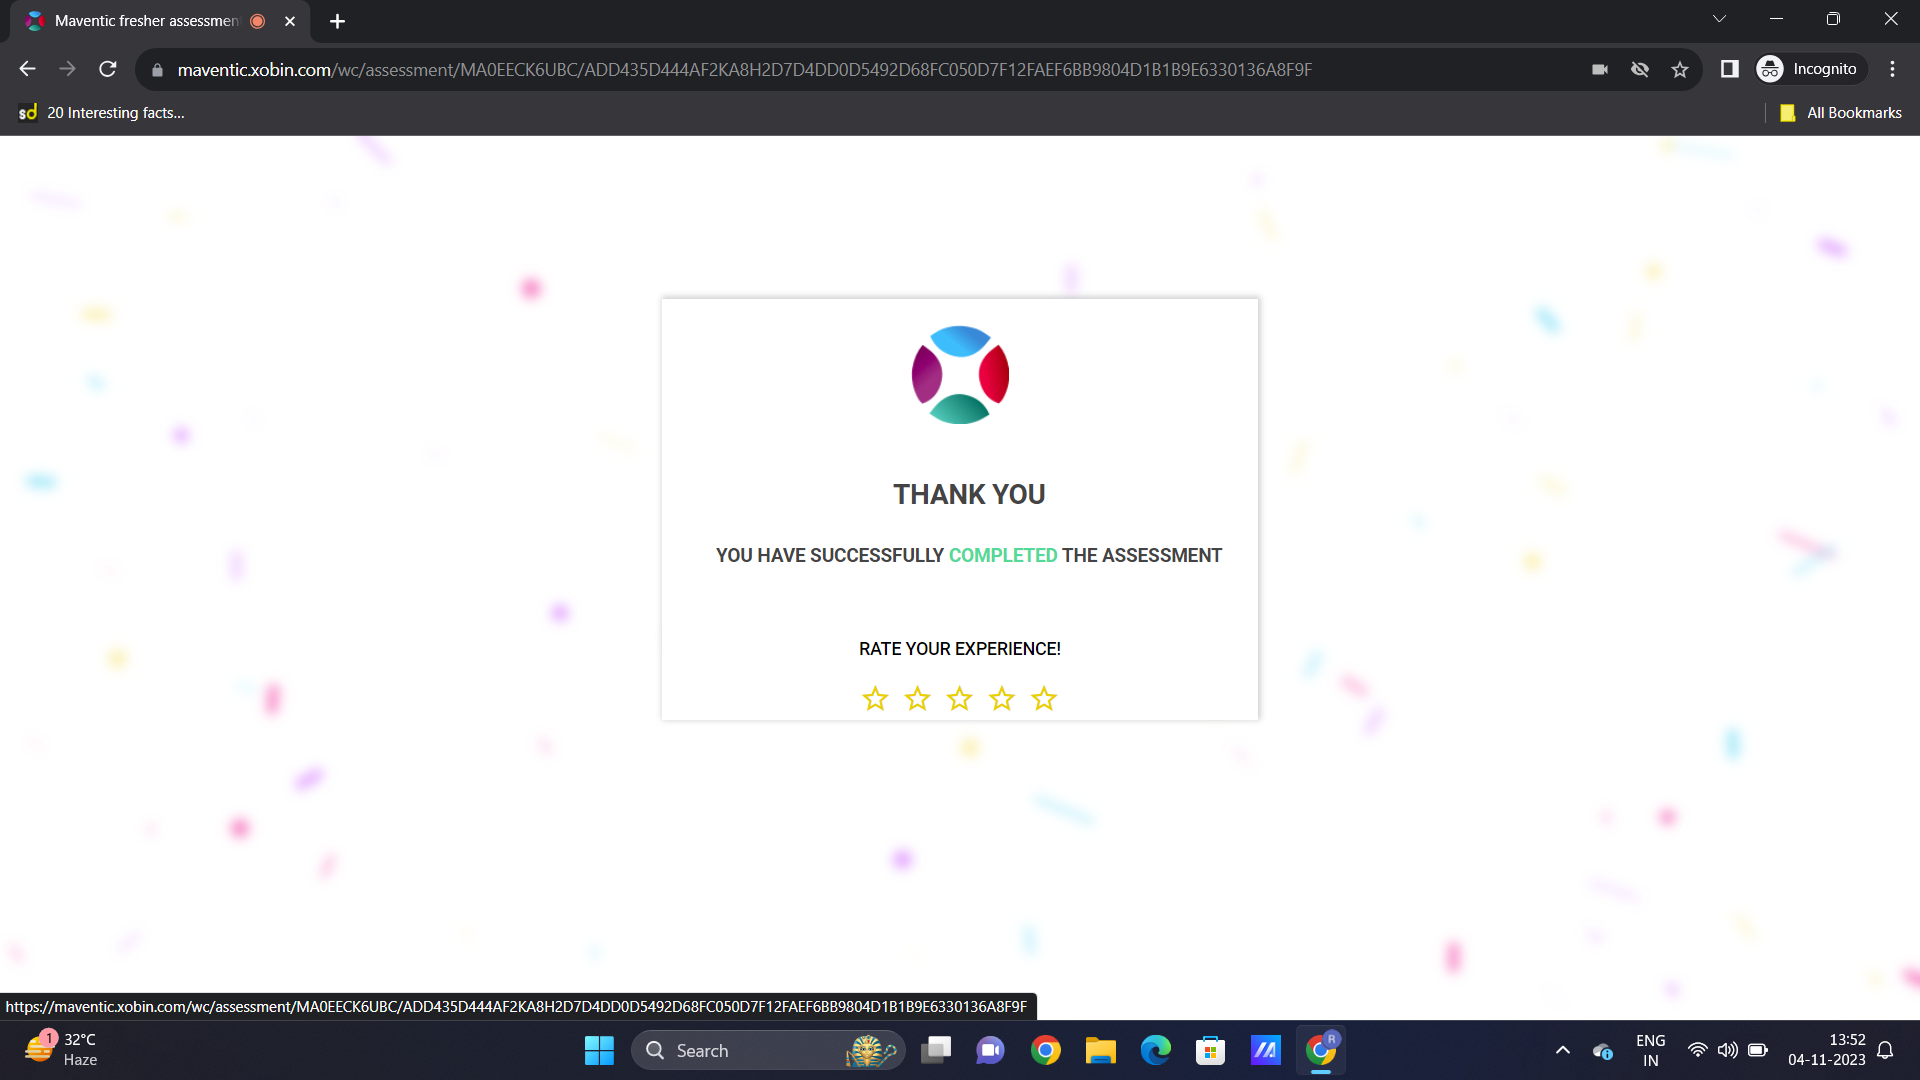 Maventic fresher assessmen
maventic.xobin.com/wc/assessment/MA0EECK6UBC/ADD435D444AF2KA8H2D7D4DD0D5492D68FC050D7F12FAEF6BB9804D1B1B9E6330136A8F9F
Incognito
sd 20 Interesting facts...
All Bookmarks
THANK YOU
YOU HAVE SUCCESSFULLY COMPLETED THE ASSESSMENT
RATE YOUR EXPERIENCE!
https://maventic.xobin.com/wc/assessment/MA0EECK6UBC/ADD435D444AF2KA8H2D7D4DD0D5492D68FC050D7F12FAEF6BB9804D1B1B9E6330136A8F9F
1
32°C
Haze
Search
R
ENG
IN
13:52
04-11-2023